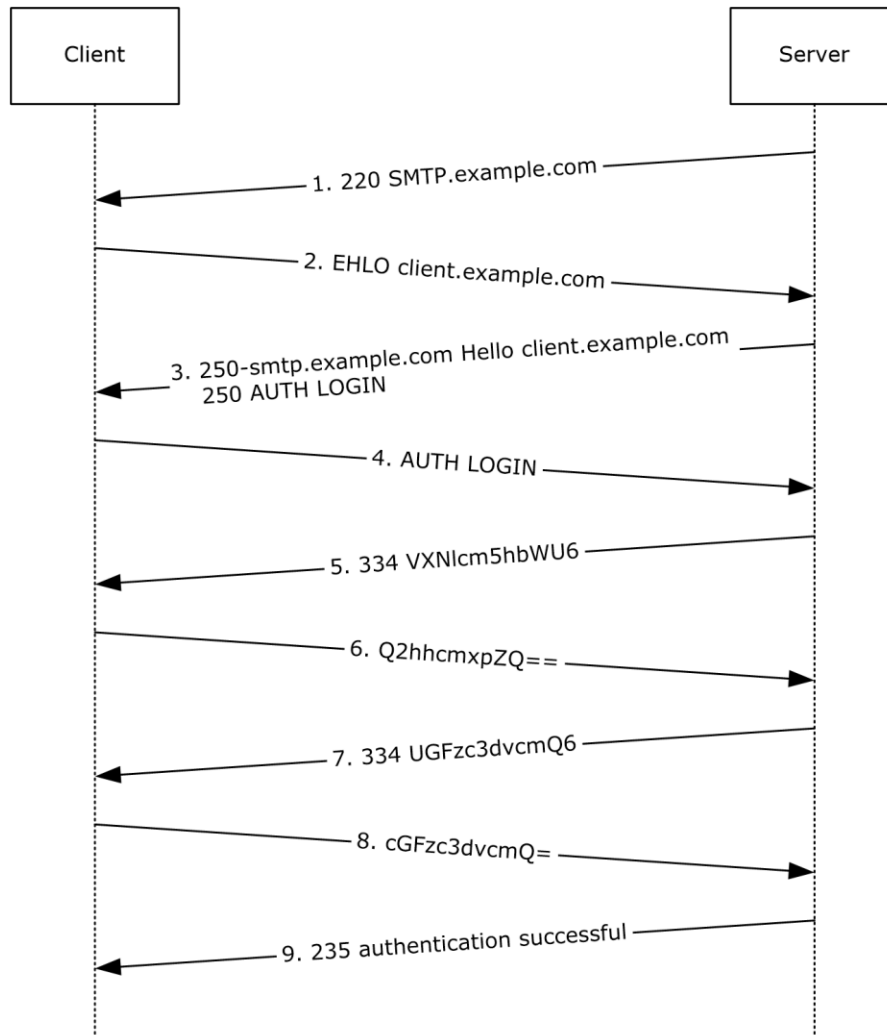 Client
Server
1. 220 SMTP.example.com
2. EHLO client.example.com
3. 250-smtp.example.com Hello client.example.com
250 AUTH LOGIN
4. AUTH LOGIN
5. 334 VXNlcm5hbWU6
6. Q2hhcmxpZQ==
7. 334 UGFzc3dvcmQ6
8. cGFzc3dvcmQ=
9. 235 authentication successful